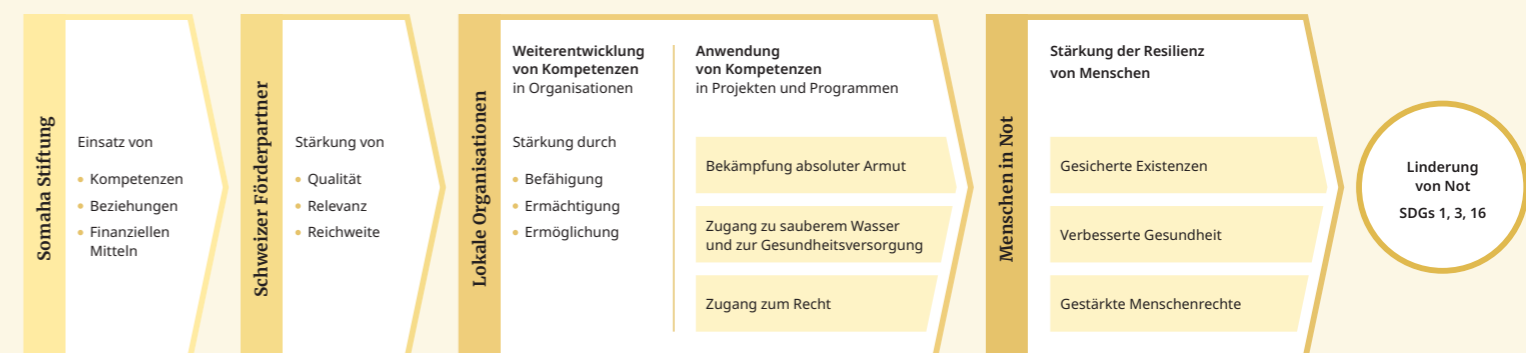 Somaha Stiftung
Einsatz von
• Kompetenzen
• Beziehungen
• Finanziellen
Mitteln
Schweizer Förderpartner
Stärkung von
• Qualität
• Relevanz
• Reichweite
Lokale Organisationen
Weiterentwicklung
von Kompetenzen
in Organisationen
Stärkung durch
• Befähigung
• Ermächtigung
• Ermöglichung
Anwendung
von Kompetenzen
in Projekten und Programmen
Bekämpfung absoluter Armut
Zugang zu sauberem Wasser
und zur Gesundheitsversorgung
Zugang zum Recht
Menschen in Not
Stärkung der Resilienz
von Menschen
Gesicherte Existenzen
Verbesserte Gesundheit
Gestärkte Menschenrechte
Linderung
von Not
SDGs 1, 3, 16